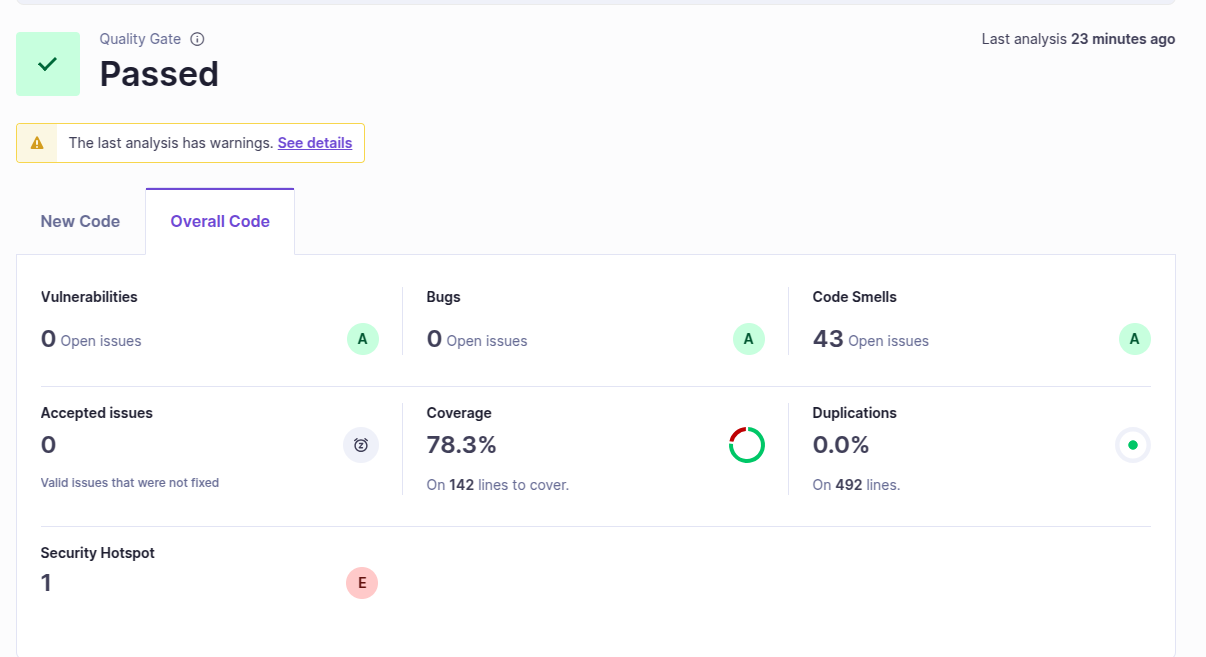 Quality Gate
Last analysis 23 minutes ago
Passed
The last analysis has warnings. See details
New Code
Overall Code
Vulnerabilities
0 Open issues
A
Bugs
0 Open issues
A
Code Smells
43 Open issues
A
Accepted issues
0
Valid issues that were not fixed
Coverage
78.3%
On 142 lines to cover.
Duplications
0.0%
On 492 lines.
Security Hotspot
1
E